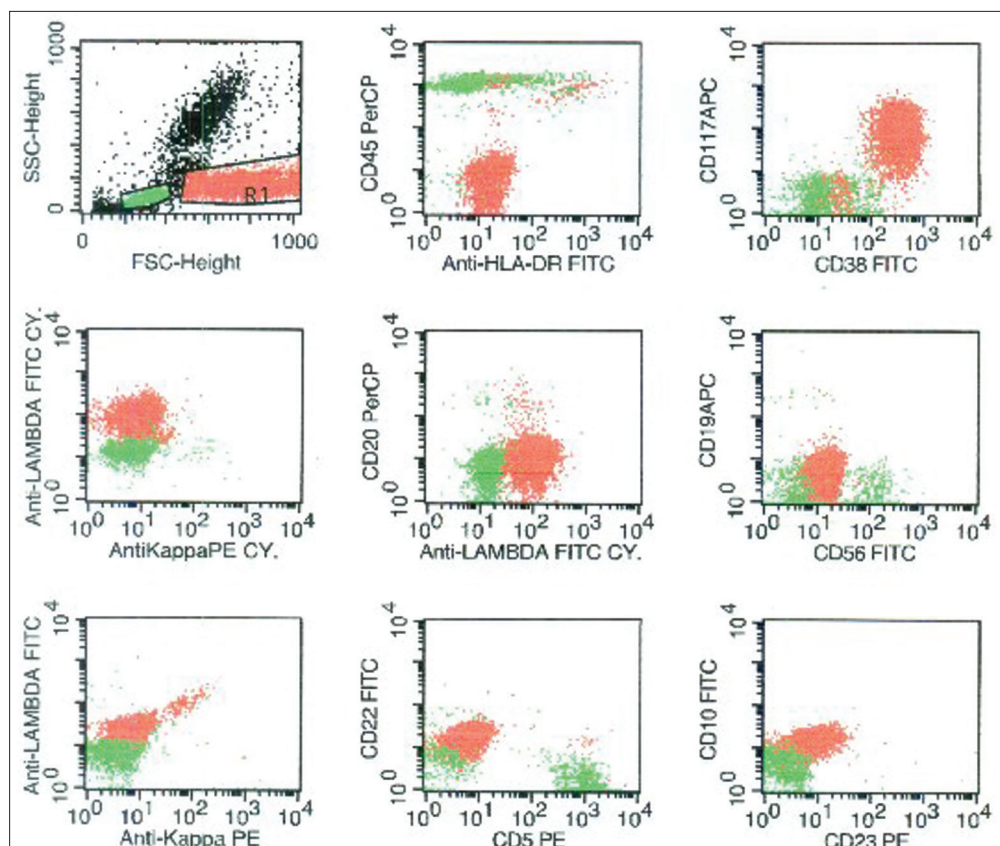 1000
SSC-Height
0
R1
0 1000
FSC-Height
10 4
CD45 PerCP
10 0
10 0 10 1 10 2 10 3 10 4
Anti-HLA-DR FITC
10 4
CD117APC
10 0
10 0 10 1 10 2 10 3 10 4
CD38 FITC
10 4
Anti-LAMBDA FITC CY.
10 0
10 0 10 1 10 2 10 3 10 4
AntiKappaPE CY.
10 4
CD20 PerCP
10 0
10 0 10 1 10 2 10 3 10 4
Anti-LAMBDA FITC CY.
10 4
CD19APC
10 0
10 0 10 1 10 2 10 3 10 4
CD56 FITC
10 4
Anti-LAMBDA FITC
10 0
10 0 10 1 10 2 10 3 10 4
Anti-Kappa PE
10 4
CD22 FITC
10 0
10 0 10 1 10 2 10 3 10 4
CD5 PE
10 4
CD10 FITC
10 0
10 0 10 1 10 2 10 3 10 4
CD23 PE